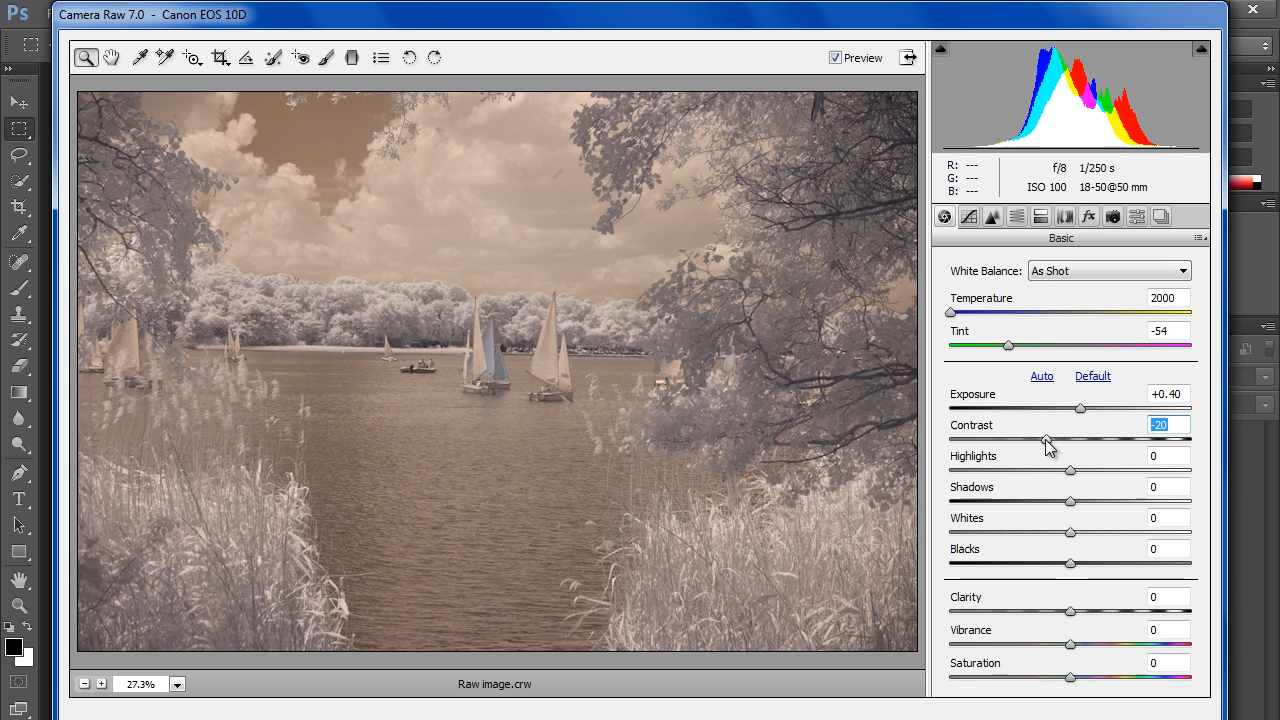 Ps
Camera Raw 7.0 - Canon EOS 10D
Preview
R: ---
G: ---
B: ---
f/8 1/250 s
ISO 100 18-50@50 mm
fx
Basic
White Balance: As Shot
Temperature 2000
Tint -54
Auto Default
Exposure +0.40
Contrast -20
Highlights 0
Shadows 0
Whites 0
Blacks 0
Clarity 0
Vibrance 0
Saturation 0
T
27.3%
Raw image.crw